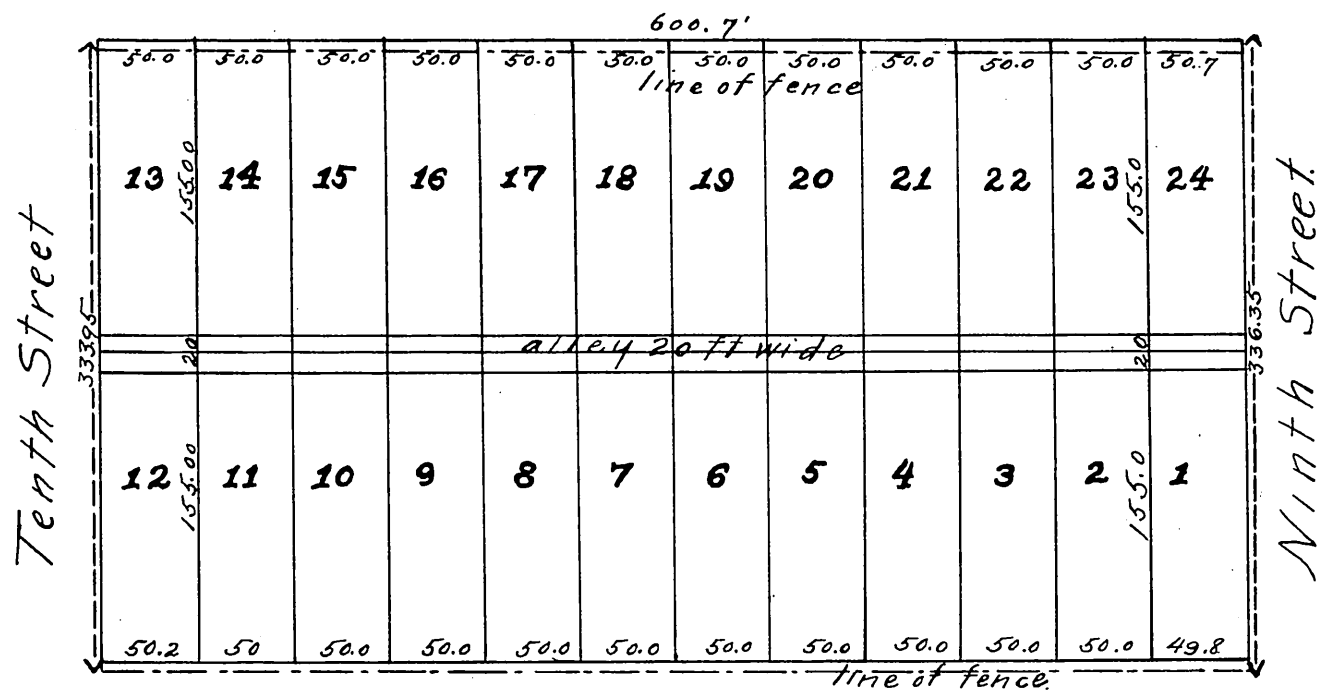 600.7'
50.0 50.0 50.0 50.0 50.0 50.0 50.0 50.0 50.0 50.0 50.0 50.7
line of fence
13 14 15 16 17 18 19 20 21 22 23 24
155.00 155.0
Tenth Street
333.95
20
alley 20 ft wide
20
336.35
Ninth Street.
12 11 10 9 8 7 6 5 4 3 2 1
155.00 155.0
50.2 50 50.0 50.0 50.0 50.0 50.0 50.0 50.0 50.0 50.0 49.8
line of fence.